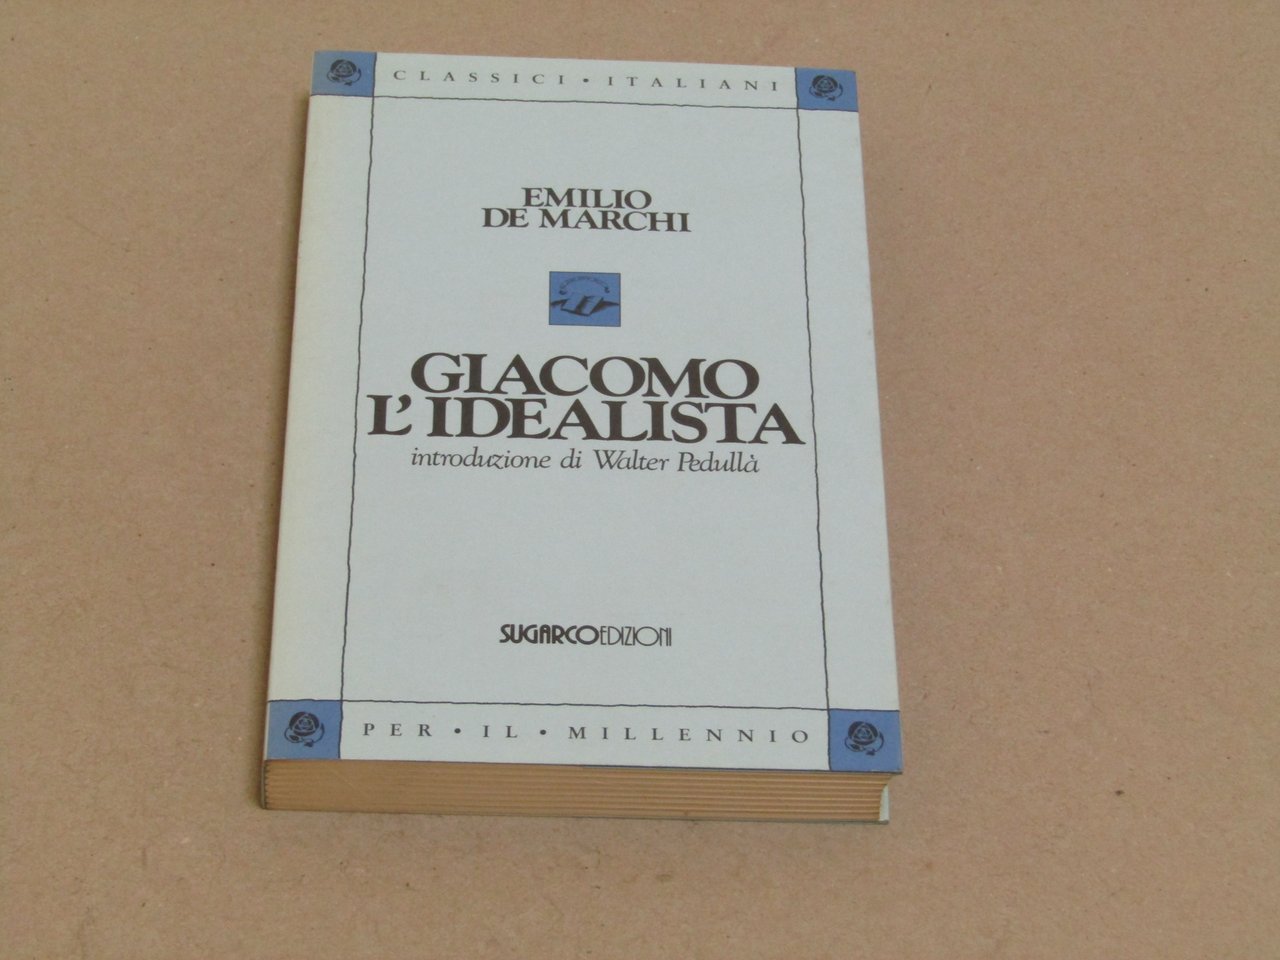 CLASSICI • ITALIANI
EMILIO
DE MARCHI
GIACOMO
L'IDEALISTA
introduzione di Walter Pedullà
SUGARCOEDIZIONI
PER • IL • MILLENNIO